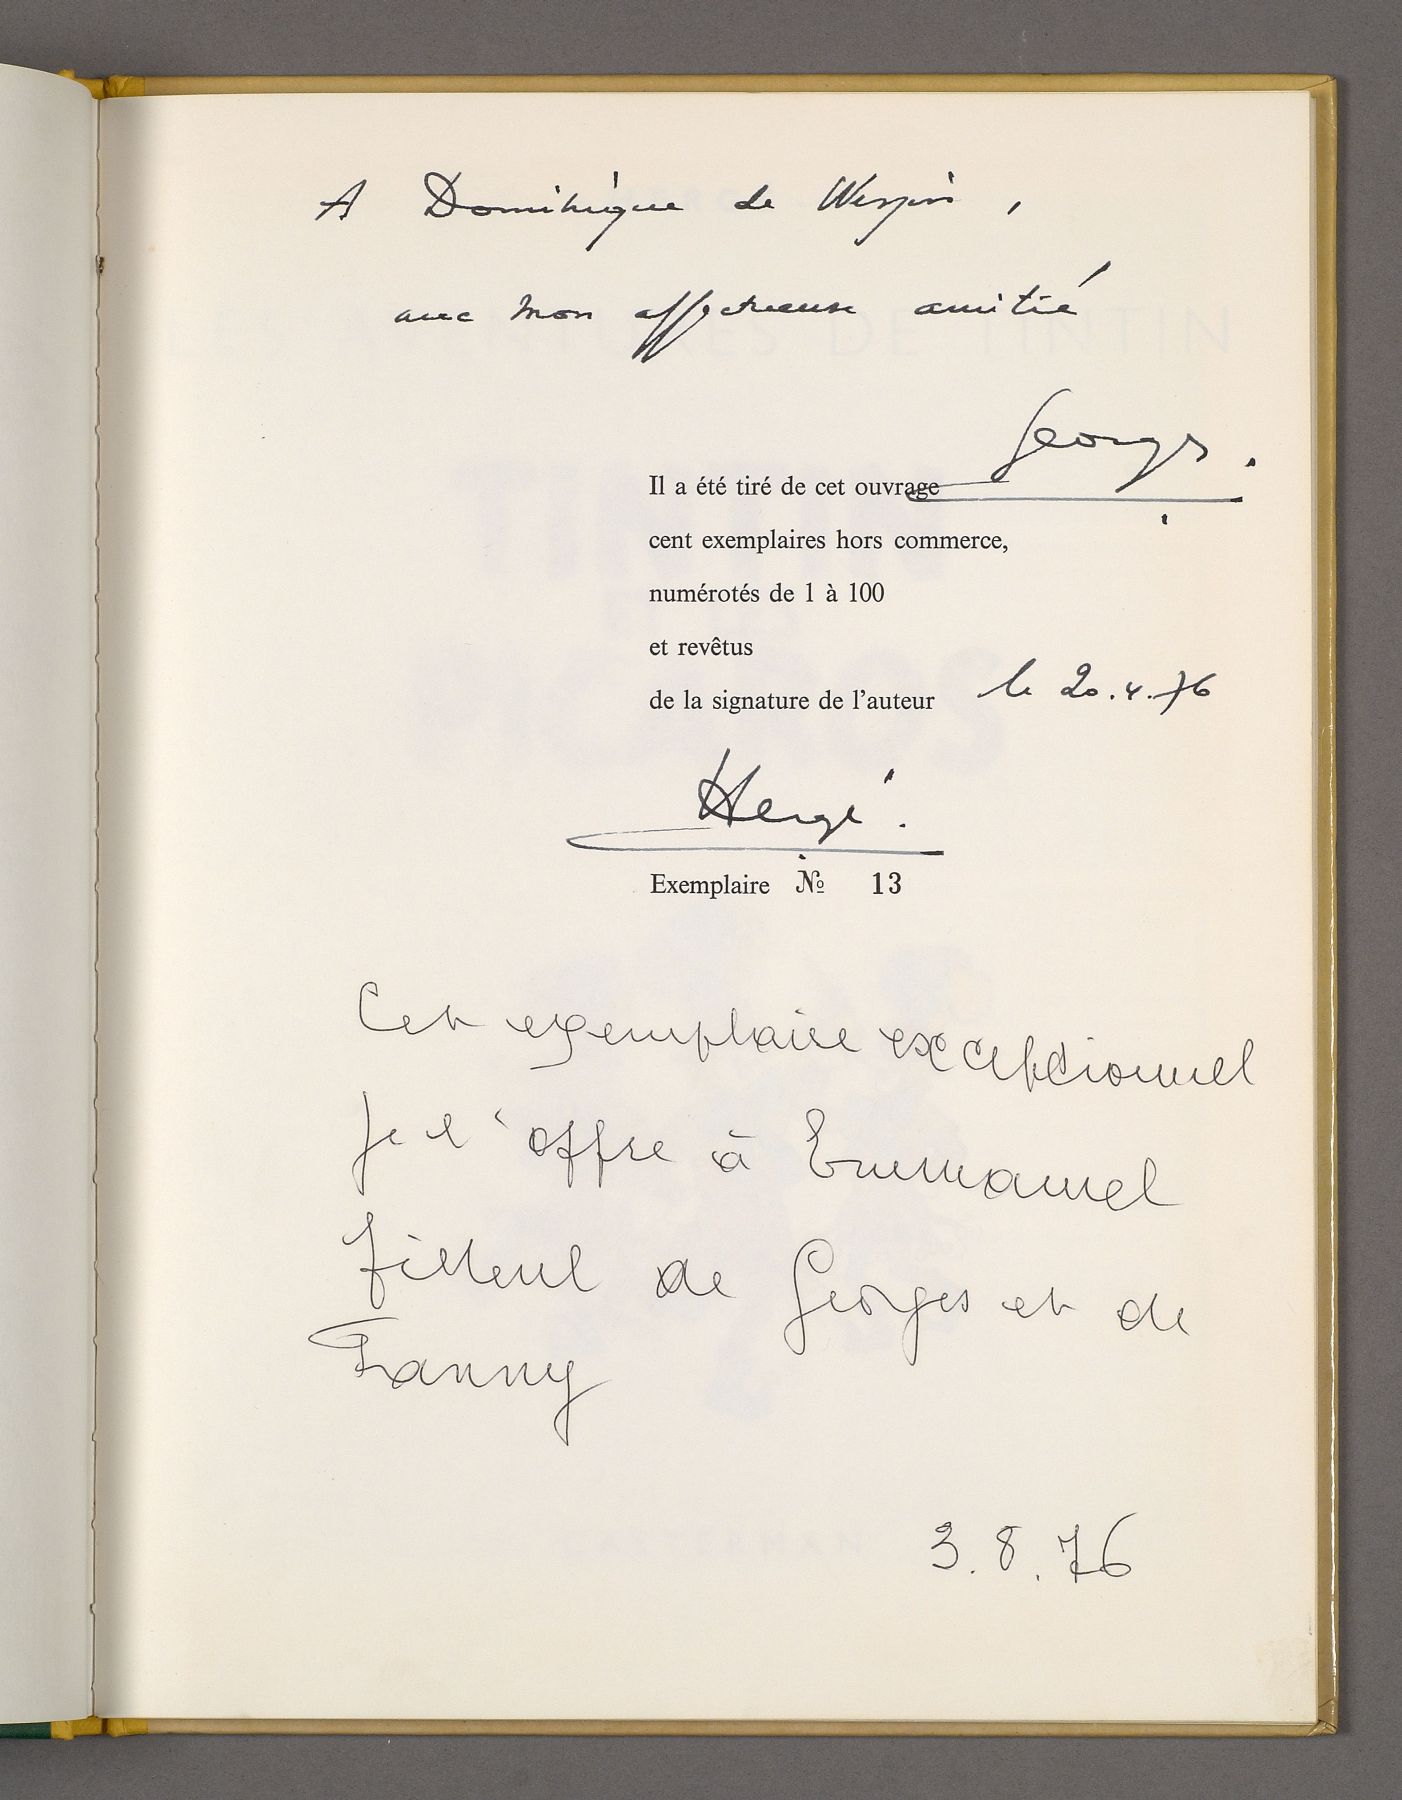 A Dominique de Wespin,
avec mon affectueuse amitié
Georges.
Il a été tiré de cet ouvrage
cent exemplaires hors commerce,
numérotés de 1 à 100
et revêtus
de la signature de l'auteur le 20.4.76
Hergé.
Exemplaire № 13
Cet exemplaire exceptionnel
je l'offre à Emmanuel
filleul de Georges et de
Fanny
3.8.76